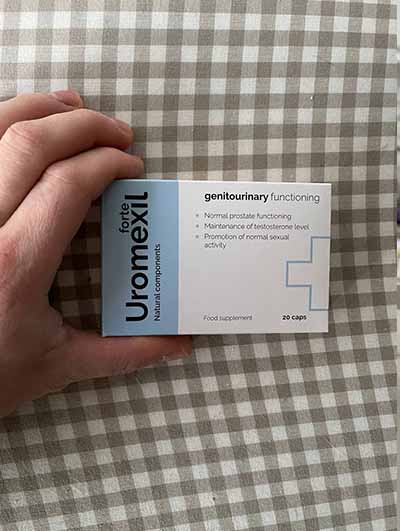 forte
Uromexil
Natural components
genitourinary functioning
Normal prostate functioning
Maintenance of testosterone level
Promotion of normal sexual
activity
Food supplement
20 caps